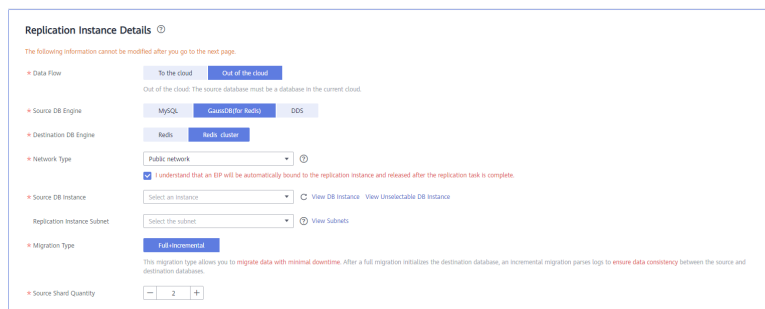 Replication Instance Details
The following information cannot be modified after you go to the next page.
* Data Flow To the cloud Out of the cloud
Out of the cloud: The source database must be a database in the current cloud.
* Source DB Engine MySQL GaussDB(for Redis) DDS
* Destination DB Engine Redis Redis cluster
* Network Type Public network
I understand that an EIP will be automatically bound to the replication instance and released after the replication task is complete.
* Source DB Instance Select an instance View DB Instance View Unselectable DB Instance
Replication Instance Subnet Select the subnet View Subnets
* Migration Type Full+Incremental
This migration type allows you to migrate data with minimal downtime. After a full migration initializes the destination database, an incremental migration parses logs to ensure data consistency between the source and
destination databases.
* Source Shard Quantity − 2 +